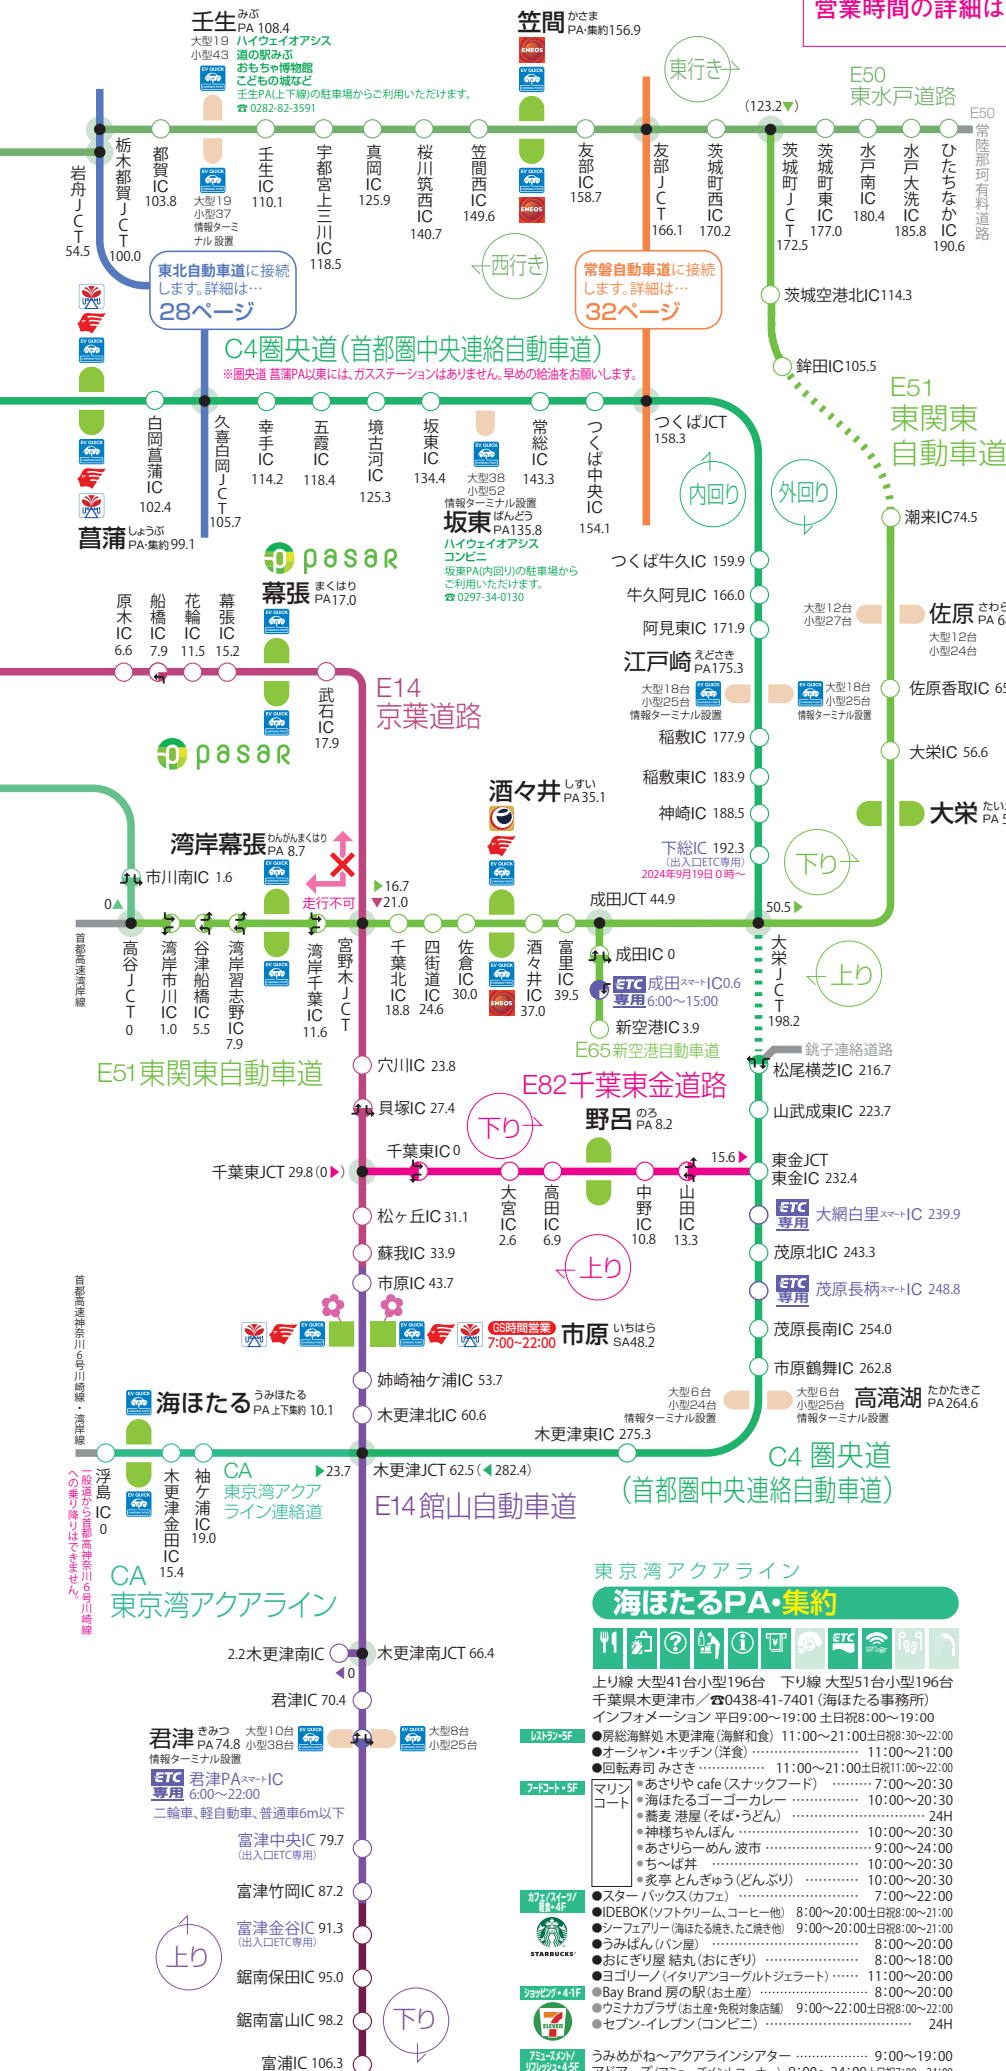 営業時間の詳細は
壬生 みぶ PA 108.4
大型19
小型43
ハイウェイオアシス
道の駅みぶ
おもちゃ博物館
こどもの城など
壬生PA(上下線)の駐車場からご利用いただけます。
☎ 0282-82-3591
笠間 かさま PA・集約156.9
東行き
E50
東水戸道路
(123.2▼)
E50
常陸那珂有料道路
岩舟JCT 54.5
栃木都賀JCT 100.0
都賀IC 103.8
大型19
小型37
情報ターミ
ナル 設置
壬生IC 110.1
宇都宮上三川IC 118.5
真岡IC 125.9
桜川筑西IC 140.7
笠間西IC 149.6
友部IC 158.7
友部JCT 166.1
茨城町西IC 170.2
茨城町JCT 172.5
茨城町東IC 177.0
水戸南IC 180.4
水戸大洗IC 185.8
ひたちなかIC 190.6
西行き
東北自動車道に接続
します。詳細は…
28ページ
常磐自動車道に接続
します。詳細は…
32ページ
茨城空港北IC114.3
鉾田IC105.5
C4圏央道(首都圏中央連絡自動車道)
※圏央道 菖蒲PA以東には、ガスステーションはありません。早めの給油をお願いします。
E51
東関東
自動車道
白岡菖蒲IC 102.4
久喜白岡JCT 105.7
幸手IC 114.2
五霞IC 118.4
境古河IC 125.3
坂東IC 134.4
大型38
小型52
情報ターミナル設置
坂東 ばんどう PA135.8
ハイウェイオアシス
コンビニ
坂東PA(内回り)の駐車場から
ご利用いただけます。
☎ 0297-34-0130
常総IC 143.3
つくば中央IC 154.1
つくばJCT
158.3
内回り
外回り
菖蒲 しょうぶ PA・集約99.1
潮来IC74.5
つくば牛久IC 159.9
牛久阿見IC 166.0
阿見東IC 171.9
江戸崎 えどさき PA175.3
大型18台
小型25台
情報ターミナル設置
大型18台
小型25台
情報ターミナル設置
大型12台
小型27台
佐原 さわら PA 6
大型12台
小型24台
佐原香取IC 65
大栄IC 56.6
大栄 たいえ PA 5
稲敷IC 177.9
稲敷東IC 183.9
神崎IC 188.5
下総IC 192.3
(出入口ETC専用)
2024年9月19日0時〜
下り
pasar
幕張 まくはり PA17.0
原木IC 6.6
船橋IC 7.9
花輪IC 11.5
幕張IC 15.2
武石IC 17.9
E14
京葉道路
pasar
湾岸幕張 わんがんまくはり PA 8.7
走行不可
▶16.7
▼21.0
市川南IC 1.6
0▲
首都高速湾岸線
高谷JCT 0
湾岸市川IC 1.0
谷津船橋IC 5.5
湾岸習志野IC 7.9
湾岸千葉IC 11.6
宮野木JCT
千葉北IC 18.8
四街道IC 24.6
佐倉IC 30.0
酒々井 しすい PA35.1
酒々井IC 37.0
富里IC 39.5
成田JCT 44.9
50.5▶
成田IC 0
ETC専用 成田スマートIC0.6
6:00〜15:00
新空港IC3.9
E65新空港自動車道
大栄JCT 198.2
上り
E51東関東自動車道
銚子連絡道路
松尾横芝IC 216.7
山武成東IC 223.7
穴川IC 23.8
貝塚IC 27.4
E82千葉東金道路
下り
野呂 のろ PA 8.2
千葉東IC 0
千葉東JCT 29.8(0▶)
大宮IC 2.6
高田IC 6.9
中野IC 10.8
山田IC 13.3
15.6▶
東金JCT
東金IC 232.4
上り
松ヶ丘IC 31.1
蘇我IC 33.9
市原IC 43.7
ETC専用 大網白里スマートIC 239.9
茂原北IC 243.3
ETC専用 茂原長柄スマートIC 248.8
茂原長南IC 254.0
市原鶴舞IC 262.8
GS時間営業
7:00〜22:00
市原 いちはら SA48.2
姉崎袖ケ浦IC 53.7
木更津北IC 60.6
大型6台
小型24台
情報ターミナル設置
大型6台
小型25台
情報ターミナル設置
高滝湖 たかたきこ PA264.6
木更津東IC 275.3
C4 圏央道
(首都圏中央連絡自動車道)
首都高速神奈川6号川崎線・湾岸線
海ほたる うみほたる PA上下集約 10.1
浮島IC 0
一般道から首都高神奈川6号川崎線
への乗り降りはできません。
木更津金田IC 15.4
袖ケ浦IC 19.0
CA
東京湾アクア
ライン連絡道
▶23.7
木更津JCT 62.5(◀282.4)
E14館山自動車道
CA
東京湾アクアライン
2.2木更津南IC
木更津南JCT 66.4
◀0
君津IC 70.4
君津 きみつ PA74.8
情報ターミナル設置
大型10台
小型38台
大型8台
小型25台
ETC専用 君津PAスマートIC
6:00〜22:00
二輪車、軽自動車、普通車6m以下
富津中央IC 79.7
(出入口ETC専用)
富津竹岡IC 87.2
富津金谷IC 91.3
(出入口ETC専用)
鋸南保田IC 95.0
鋸南富山IC 98.2
富浦IC 106.3
上り
下り
東京湾アクアライン
海ほたるPA・集約
上り線 大型41台小型196台　下り線 大型51台小型196台
千葉県木更津市／☎0438-41-7401(海ほたる事務所)
インフォメーション 平日9:00〜19:00 土日祝8:00〜19:00
レストラン・5F
●房総海鮮処 木更津庵(海鮮和食) 11:00〜21:00土日祝8:30〜22:00
●オーシャン・キッチン(洋食) 11:00〜21:00
●回転寿司 みさき 11:00〜21:00土日祝11:00〜22:00
フードコート・5F
マリンコート
●あさりや cafe(スナックフード) 7:00〜20:30
●海ほたるゴーゴーカレー 10:00〜20:30
●蕎麦 港屋(そば・うどん) 24H
●神様ちゃんぽん 10:00〜20:30
●あさりらーめん 波市 9:00〜24:00
●ち〜ば丼 10:00〜20:30
●炙亭 とんぎゅう(どんぶり) 10:00〜20:30
カフェ/スイーツ/軽食・4F
STARBUCKS
●スター バックス(カフェ) 7:00〜22:00
●IDEBOK(ソフトクリーム、コーヒー他) 8:00〜20:00土日祝8:00〜21:00
●シーフェアリー(海ほたる焼き、たこ焼き他) 9:00〜20:00土日祝8:00〜21:00
●うみぱん(パン屋) 8:00〜20:00
●おにぎり屋 結丸(おにぎり) 8:00〜18:00
●ヨゴリーノ(イタリアンヨーグルトジェラート) 11:00〜20:00
ショッピング・4・1F
●Bay Brand 房の駅(お土産) 8:00〜20:00
●ウミナカプラザ(お土産・免税対象店舗) 9:00〜22:00土日祝8:00〜22:00
●セブン-イレブン(コンビニ) 24H
アミューズメント/リフレッシュ・4・5F
うみめがね〜アクアラインシアター 9:00〜19:00